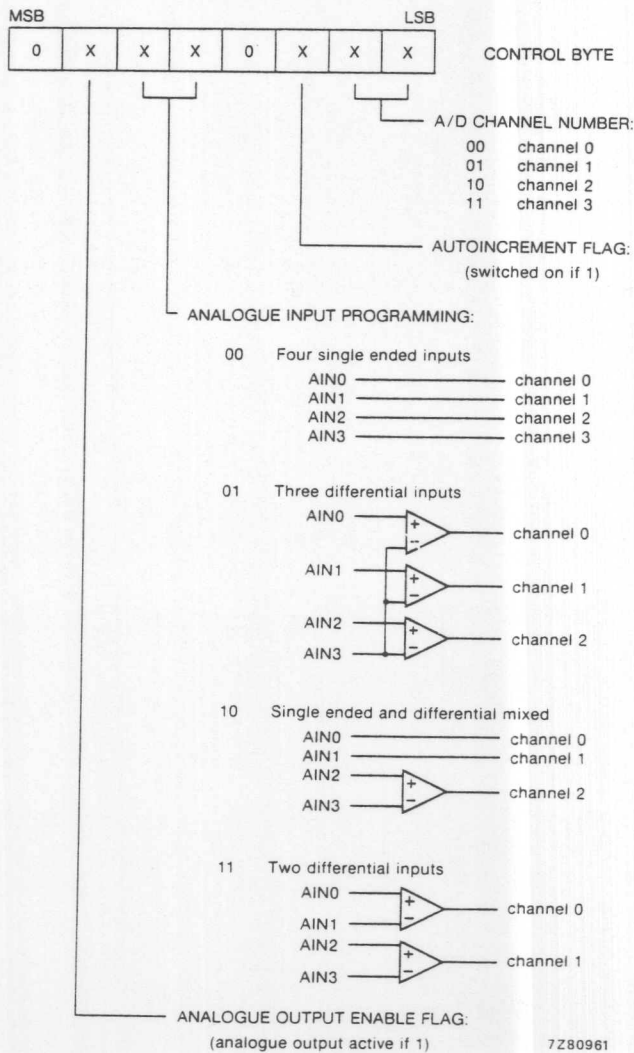 MSB LSB
0 X X X 0 X X X CONTROL BYTE
A/D CHANNEL NUMBER:
00 channel 0
01 channel 1
10 channel 2
11 channel 3
AUTOINCREMENT FLAG:
(switched on if 1)
ANALOGUE INPUT PROGRAMMING:
00 Four single ended inputs
AIN0 channel 0
AIN1 channel 1
AIN2 channel 2
AIN3 channel 3
01 Three differential inputs
AIN0 + − channel 0
AIN1 + − channel 1
AIN2 + − channel 2
AIN3
10 Single ended and differential mixed
AIN0 channel 0
AIN1 channel 1
AIN2 + − channel 2
AIN3
11 Two differential inputs
AIN0 + − channel 0
AIN1
AIN2 + − channel 1
AIN3
ANALOGUE OUTPUT ENABLE FLAG:
(analogue output active if 1)
7Z80961